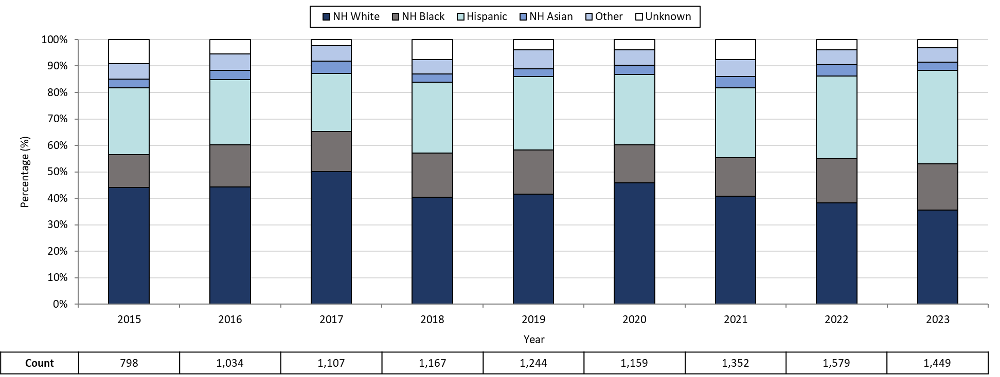 NH White NH Black Hispanic NH Asian Other Unknown
100%
90%
80%
70%
60%
50%
40%
30%
20%
10%
0%
Percentage (%)
2015 2016 2017 2018 2019 2020 2021 2022 2023
Year
Count 798 1,034 1,107 1,167 1,244 1,159 1,352 1,579 1,449